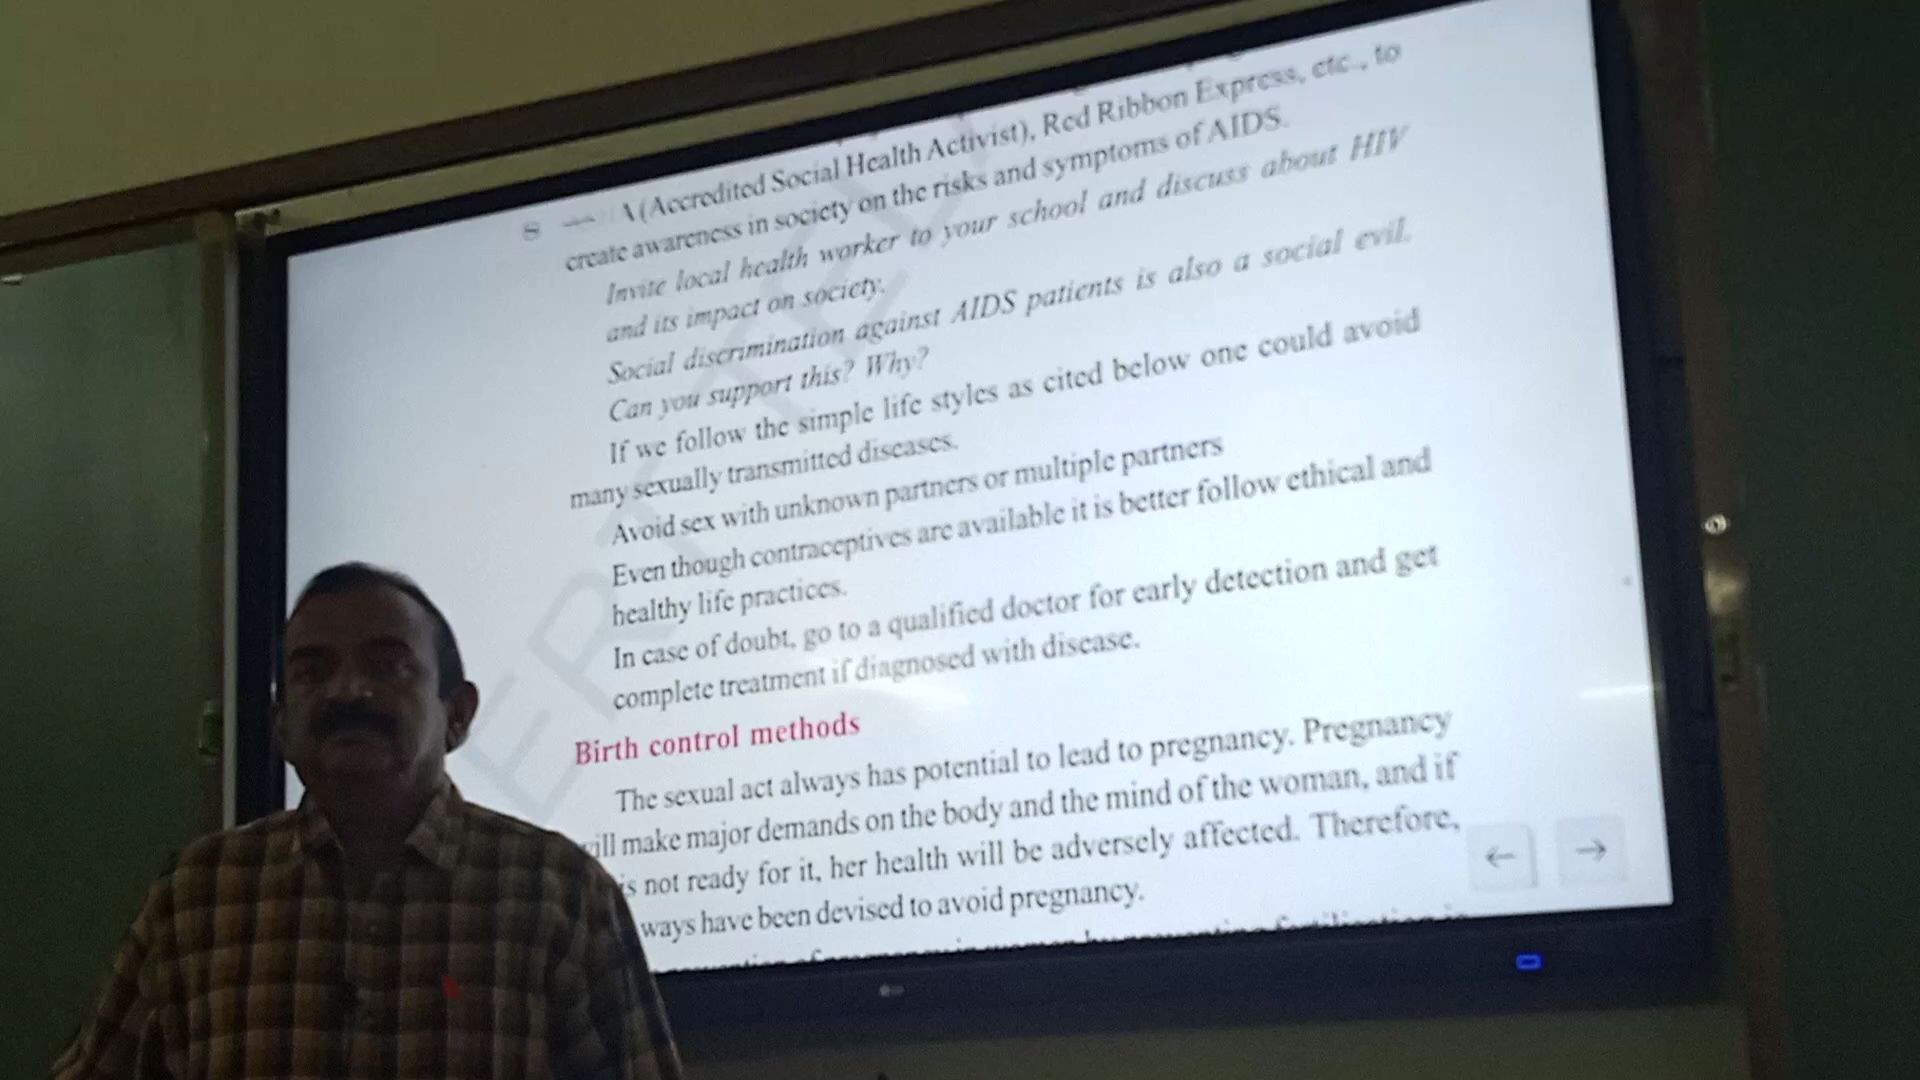 (Accredited Social Health Activist), Red Ribbon Express, etc., to
create awareness in society on the risks and symptoms of AIDS.
Invite local health worker to your school and discuss about HIV
and its impact on society.
Social discrimination against AIDS patients is also a social evil.
Can you support this? Why?
If we follow the simple life styles as cited below one could avoid
many sexually transmitted diseases.
Avoid sex with unknown partners or multiple partners
Even though contraceptives are available it is better follow ethical and
healthy life practices.
In case of doubt, go to a qualified doctor for early detection and get
complete treatment if diagnosed with disease.
Birth control methods
The sexual act always has potential to lead to pregnancy. Pregnancy
ill make major demands on the body and the mind of the woman, and if
s not ready for it, her health will be adversely affected. Therefore,
ways have been devised to avoid pregnancy.